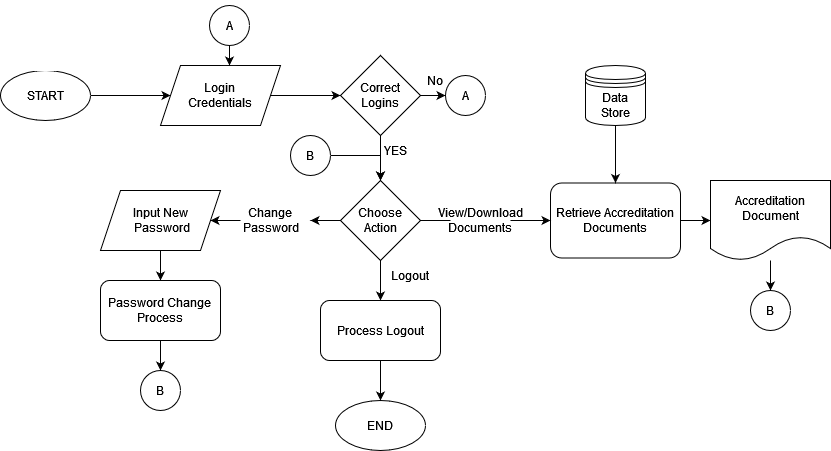 A
START
Login
Credentials
Correct
Logins
No
A
Data
Store
B
YES
Input New
Password
Change
Password
Choose
Action
View/Download
Documents
Retrieve Accreditation
Documents
Accreditation
Document
Logout
Password Change
Process
Process Logout
B
B
END